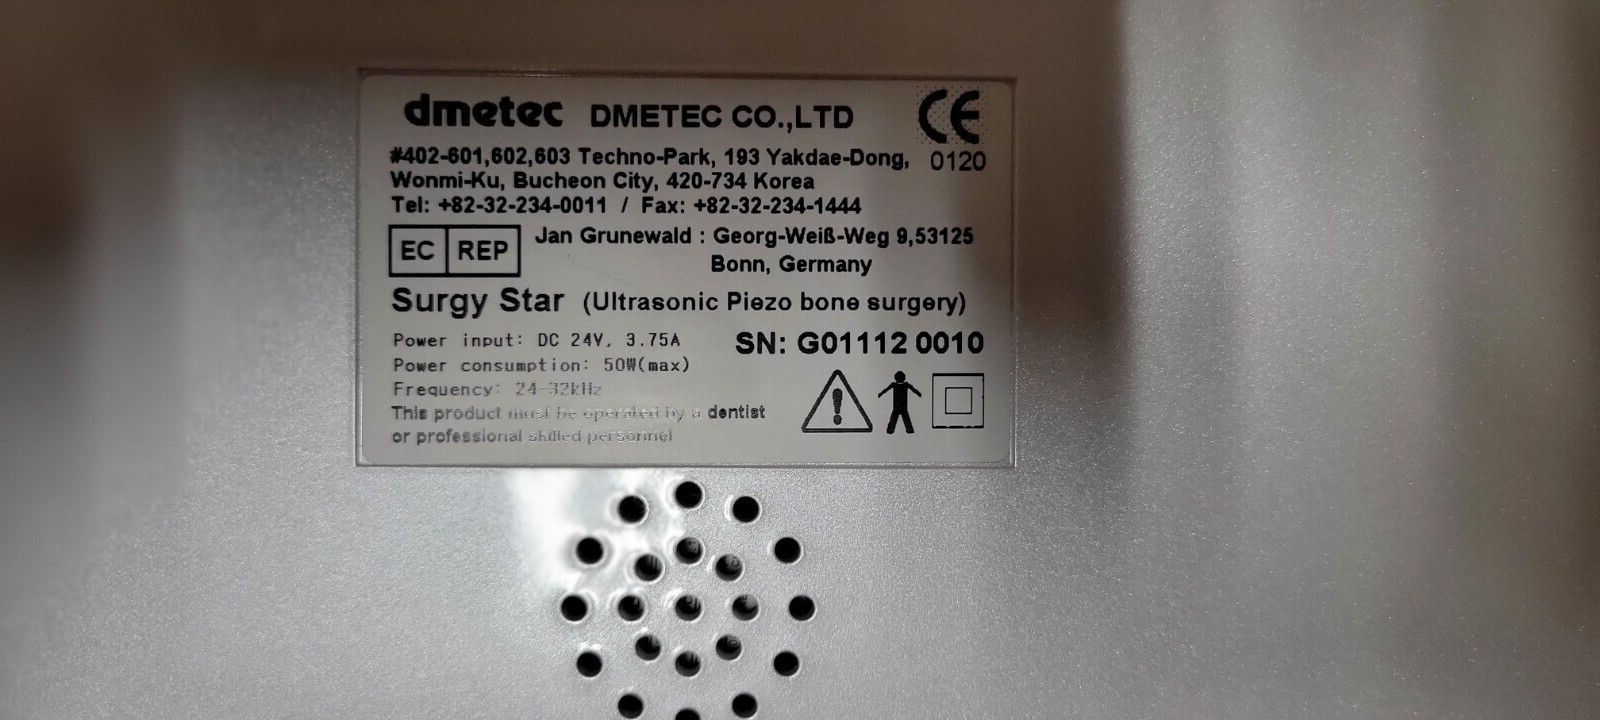 dmetec DMETEC CO.,LTD CE
#402-601,602,603 Techno-Park, 193 Yakdae-Dong, 0120
Wonmi-Ku, Bucheon City, 420-734 Korea
Tel: +82-32-234-0011 / Fax: +82-32-234-1444
EC REP Jan Grunewald : Georg-Weiß-Weg 9,53125
Bonn, Germany
Surgy Star (Ultrasonic Piezo bone surgery)
Power input: DC 24V, 3.75A SN: G01112 0010
Power consumption: 50W(max)
Frequency: 24-32kHz
This product must be operated by a dentist
or professional skilled personnel